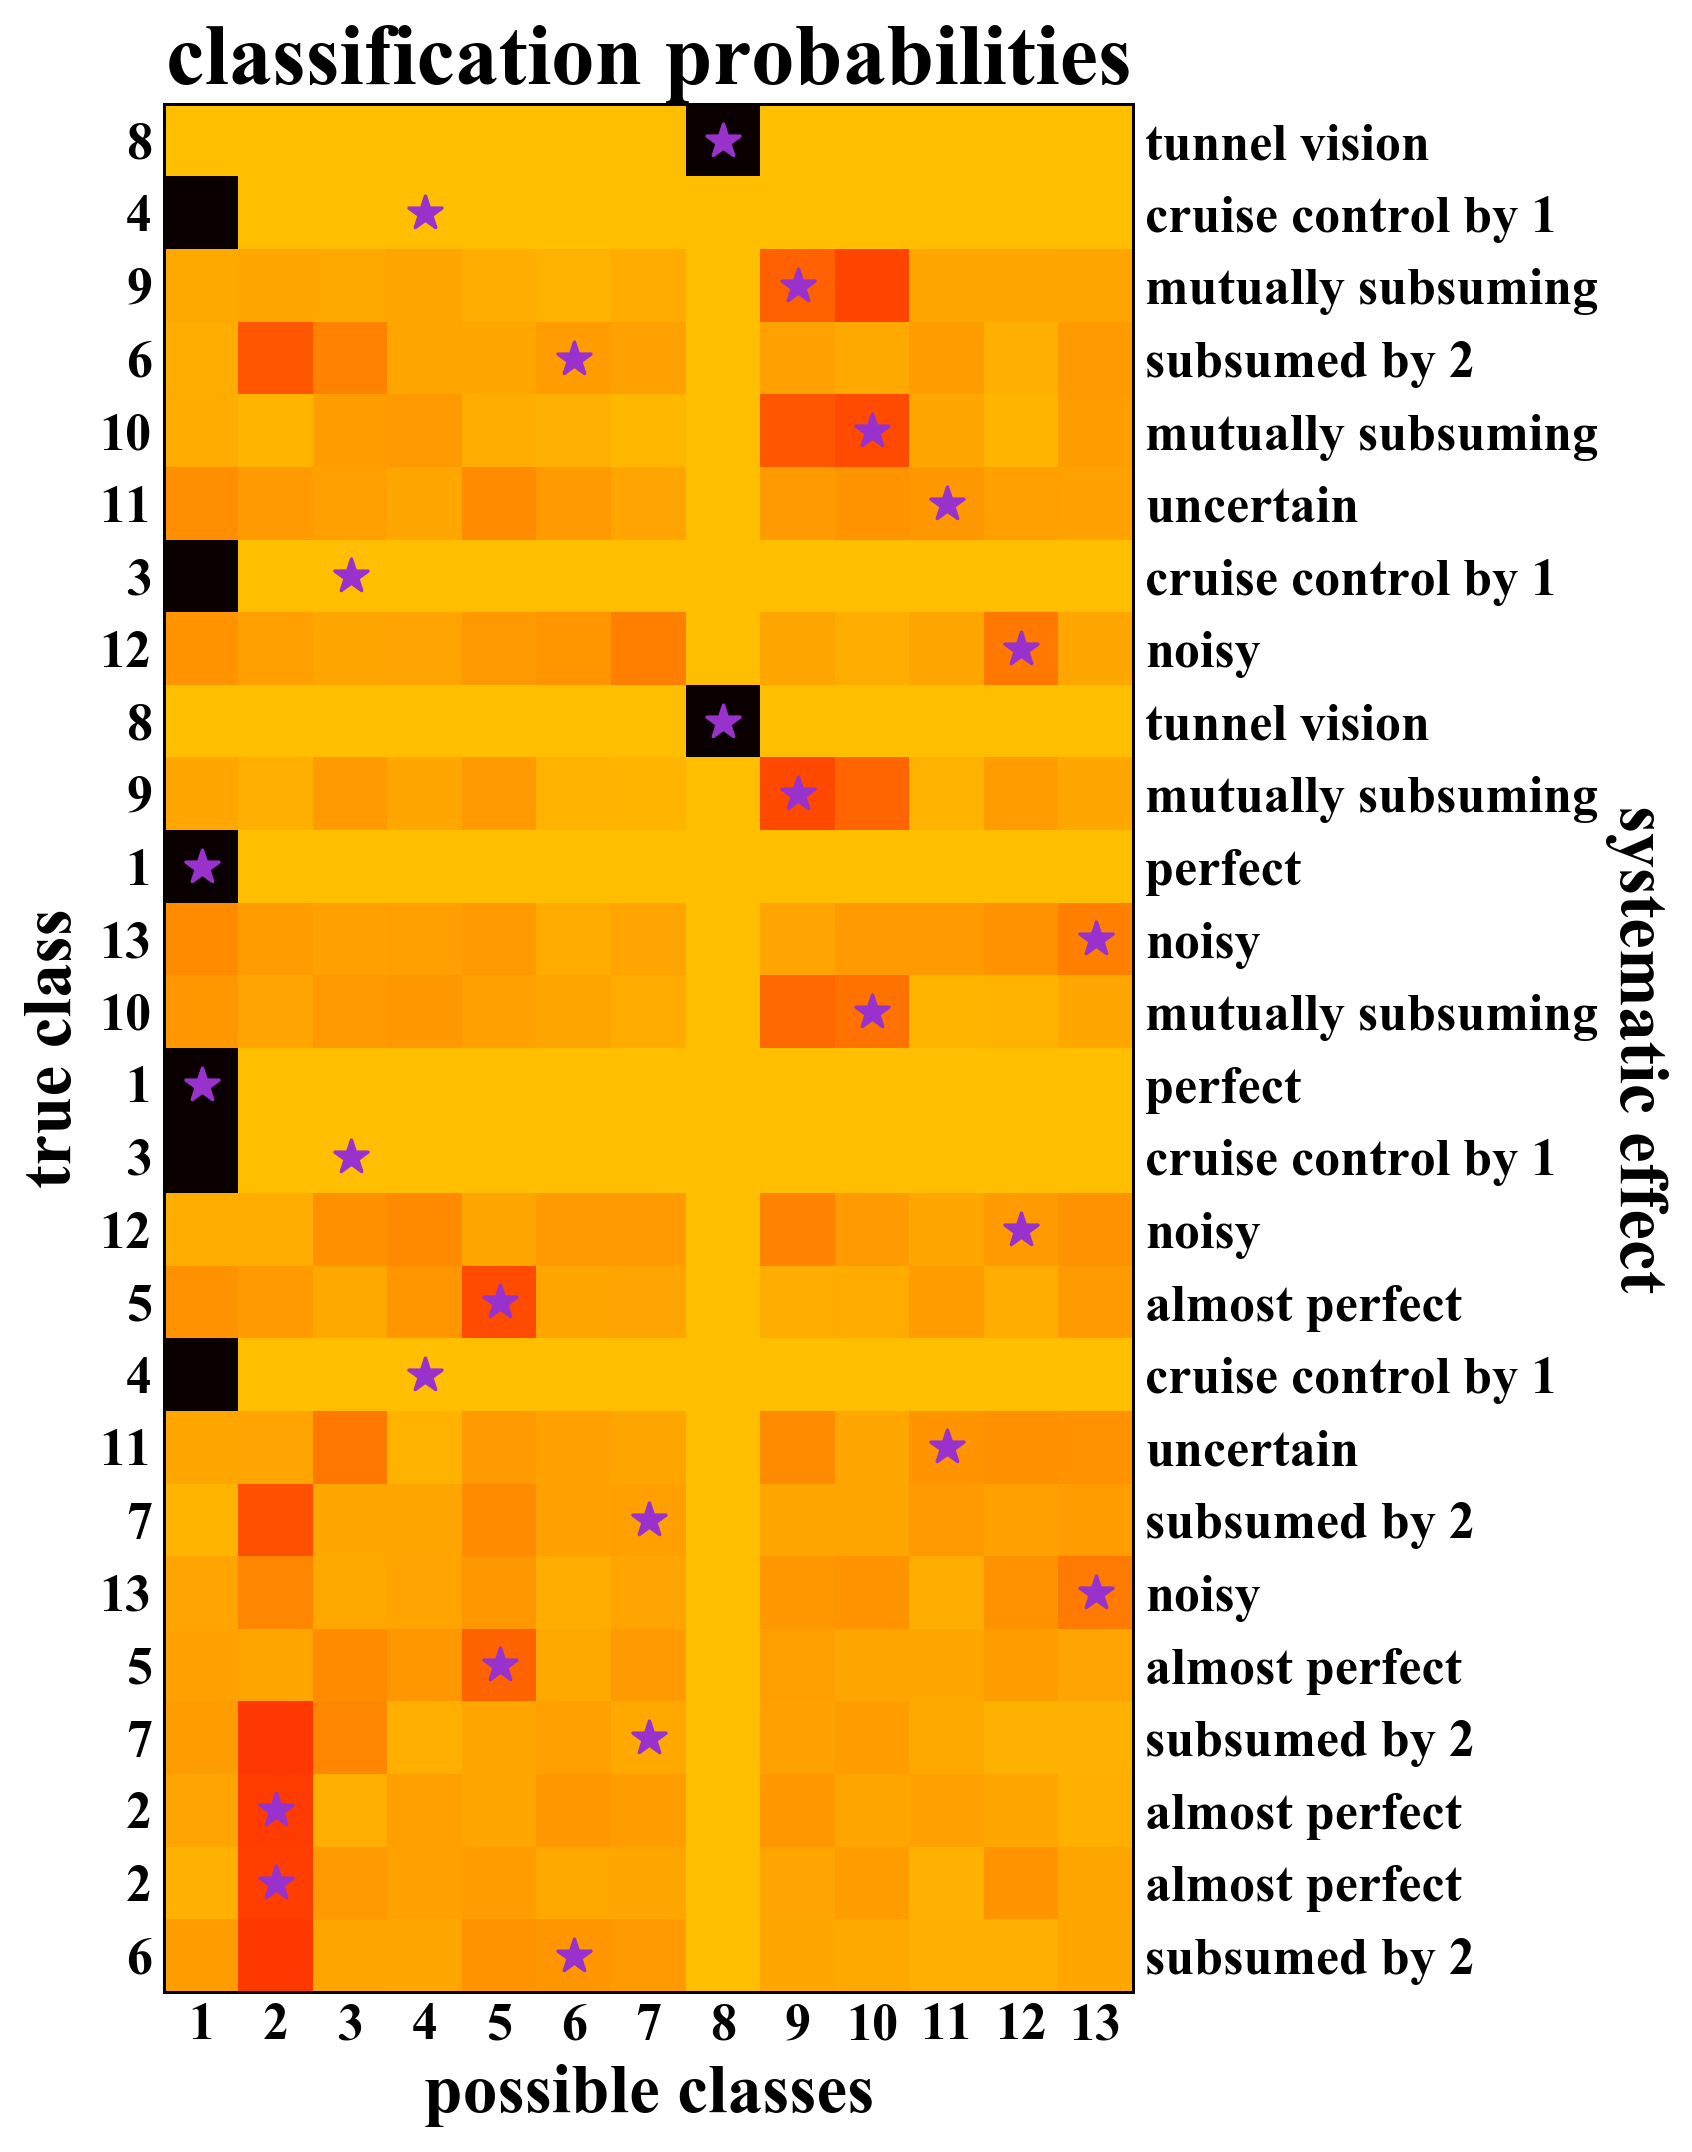 classification probabilities
8 tunnel vision
4 cruise control by 1
9 mutually subsuming
6 subsumed by 2
10 mutually subsuming
11 uncertain
3 cruise control by 1
12 noisy
8 tunnel vision
9 mutually subsuming
1 perfect
13 noisy
10 mutually subsuming
1 perfect
3 cruise control by 1
12 noisy
5 almost perfect
4 cruise control by 1
11 uncertain
7 subsumed by 2
13 noisy
5 almost perfect
7 subsumed by 2
2 almost perfect
2 almost perfect
6 subsumed by 2
1 2 3 4 5 6 7 8 9 10 11 12 13
possible classes
true class
systematic effect